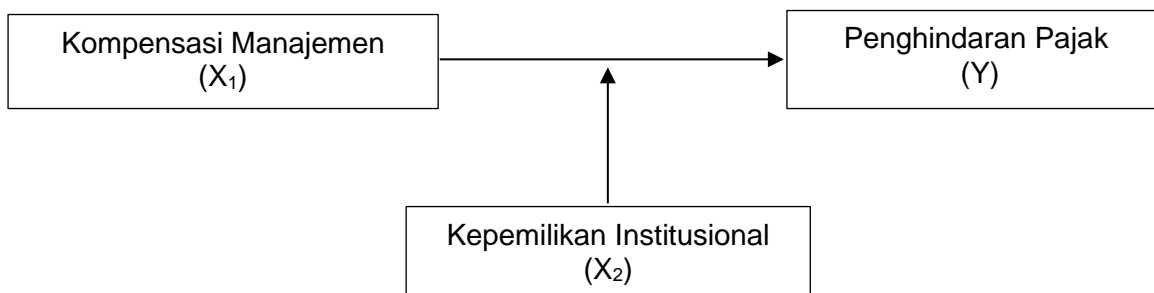 Kompensasi Manajemen
(X₁)
Penghindaran Pajak
(Y)
Kepemilikan Institusional
(X₂)